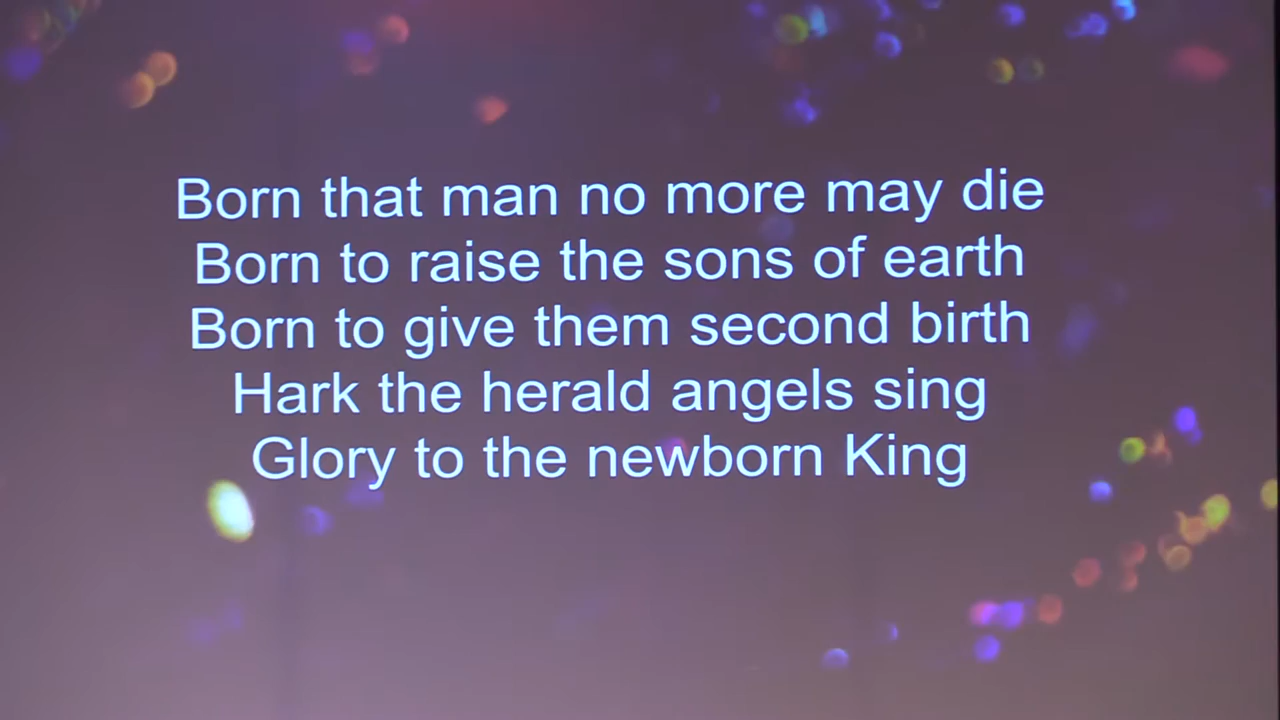 Born that man no more may die
Born to raise the sons of earth
Born to give them second birth
Hark the herald angels sing
Glory to the newborn King